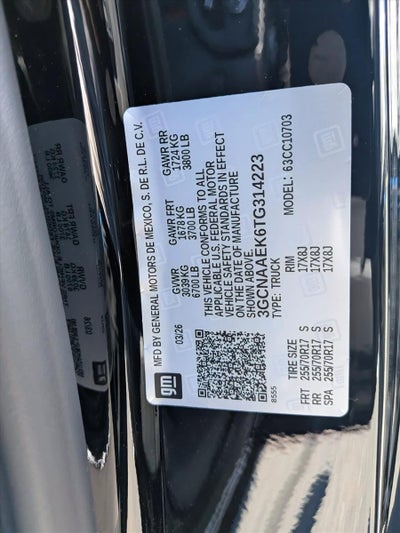 gm
MFD BY GENERAL MOTORS DE MEXICO, S. DE R.L. DE C.V.
03/26
GVWR GAWR FRT GAWR RR
3039 KG 1678 KG 1724 KG
6700 LB 3700 LB 3800 LB
THIS VEHICLE CONFORMS TO ALL
APPLICABLE U.S. FEDERAL MOTOR
VEHICLE SAFETY STANDARDS IN EFFECT
ON THE DATE OF MANUFACTURE
SHOWN ABOVE.
3GCNAAEK6TG314223
TYPE: TRUCK 63CC10703
8555
TIRE SIZE RIM
FRT 255/70R17 S 17X8J
RR 255/70R17 S 17X8J
SPA 255/70R17 S 17X8J